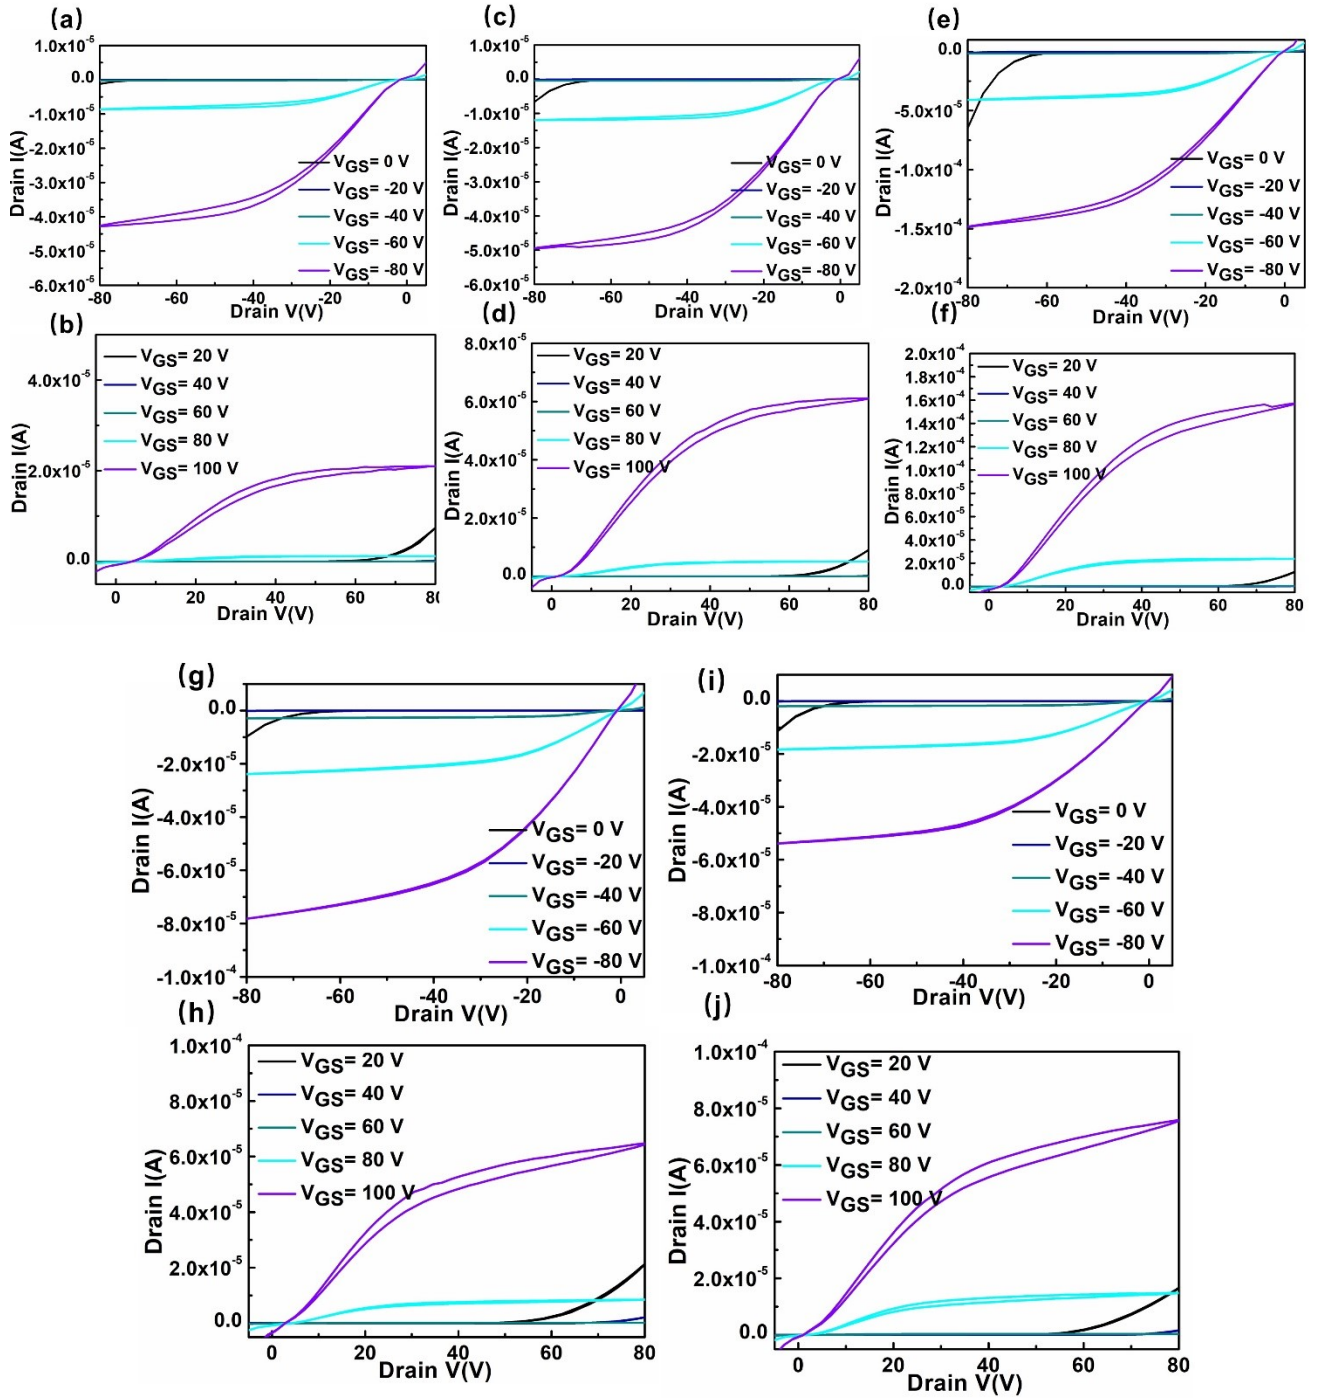 (a)
1.0x10⁻⁵
0.0
-1.0x10⁻⁵
-2.0x10⁻⁵
-3.0x10⁻⁵
-4.0x10⁻⁵
-5.0x10⁻⁵
-6.0x10⁻⁵
Drain I(A)
VGS= 0 V
VGS= -20 V
VGS= -40 V
VGS= -60 V
VGS= -80 V
-80 -60 -40 -20 0
Drain V(V)
(c)
1.0x10⁻⁵
0.0
-1.0x10⁻⁵
-2.0x10⁻⁵
-3.0x10⁻⁵
-4.0x10⁻⁵
-5.0x10⁻⁵
-6.0x10⁻⁵
Drain I(A)
VGS= 0 V
VGS= -20 V
VGS= -40 V
VGS= -60 V
VGS= -80 V
-80 -60 -40 -20 0
Drain V(V)
(e)
0.0
-5.0x10⁻⁵
-1.0x10⁻⁴
-1.5x10⁻⁴
-2.0x10⁻⁴
Drain I(A)
VGS= 0 V
VGS= -20 V
VGS= -40 V
VGS= -60 V
VGS= -80 V
-80 -60 -40 -20 0
Drain V(V)
(b)
4.0x10⁻⁵
2.0x10⁻⁵
0.0
Drain I(A)
VGS= 20 V
VGS= 40 V
VGS= 60 V
VGS= 80 V
VGS= 100 V
0 20 40 60 80
Drain V(V)
(d)
8.0x10⁻⁵
6.0x10⁻⁵
4.0x10⁻⁵
2.0x10⁻⁵
0.0
Drain I(A)
VGS= 20 V
VGS= 40 V
VGS= 60 V
VGS= 80 V
VGS= 100 V
0 20 40 60 80
Drain V(V)
(f)
2.0x10⁻⁴
1.8x10⁻⁴
1.6x10⁻⁴
1.4x10⁻⁴
1.2x10⁻⁴
1.0x10⁻⁴
8.0x10⁻⁵
6.0x10⁻⁵
4.0x10⁻⁵
2.0x10⁻⁵
0.0
Drain I(A)
VGS= 20 V
VGS= 40 V
VGS= 60 V
VGS= 80 V
VGS= 100 V
0 20 40 60 80
Drain V(V)
(g)
0.0
-2.0x10⁻⁵
-4.0x10⁻⁵
-6.0x10⁻⁵
-8.0x10⁻⁵
-1.0x10⁻⁴
Drain I(A)
VGS= 0 V
VGS= -20 V
VGS= -40 V
VGS= -60 V
VGS= -80 V
-80 -60 -40 -20 0
Drain V(V)
(i)
0.0
-2.0x10⁻⁵
-4.0x10⁻⁵
-6.0x10⁻⁵
-8.0x10⁻⁵
-1.0x10⁻⁴
Drain I(A)
VGS= 0 V
VGS= -20 V
VGS= -40 V
VGS= -60 V
VGS= -80 V
-80 -60 -40 -20 0
Drain V(V)
(h)
1.0x10⁻⁴
8.0x10⁻⁵
6.0x10⁻⁵
4.0x10⁻⁵
2.0x10⁻⁵
0.0
Drain I(A)
VGS= 20 V
VGS= 40 V
VGS= 60 V
VGS= 80 V
VGS= 100 V
0 20 40 60 80
Drain V(V)
(j)
1.0x10⁻⁴
8.0x10⁻⁵
6.0x10⁻⁵
4.0x10⁻⁵
2.0x10⁻⁵
0.0
Drain I(A)
VGS= 20 V
VGS= 40 V
VGS= 60 V
VGS= 80 V
VGS= 100 V
0 20 40 60 80
Drain V(V)